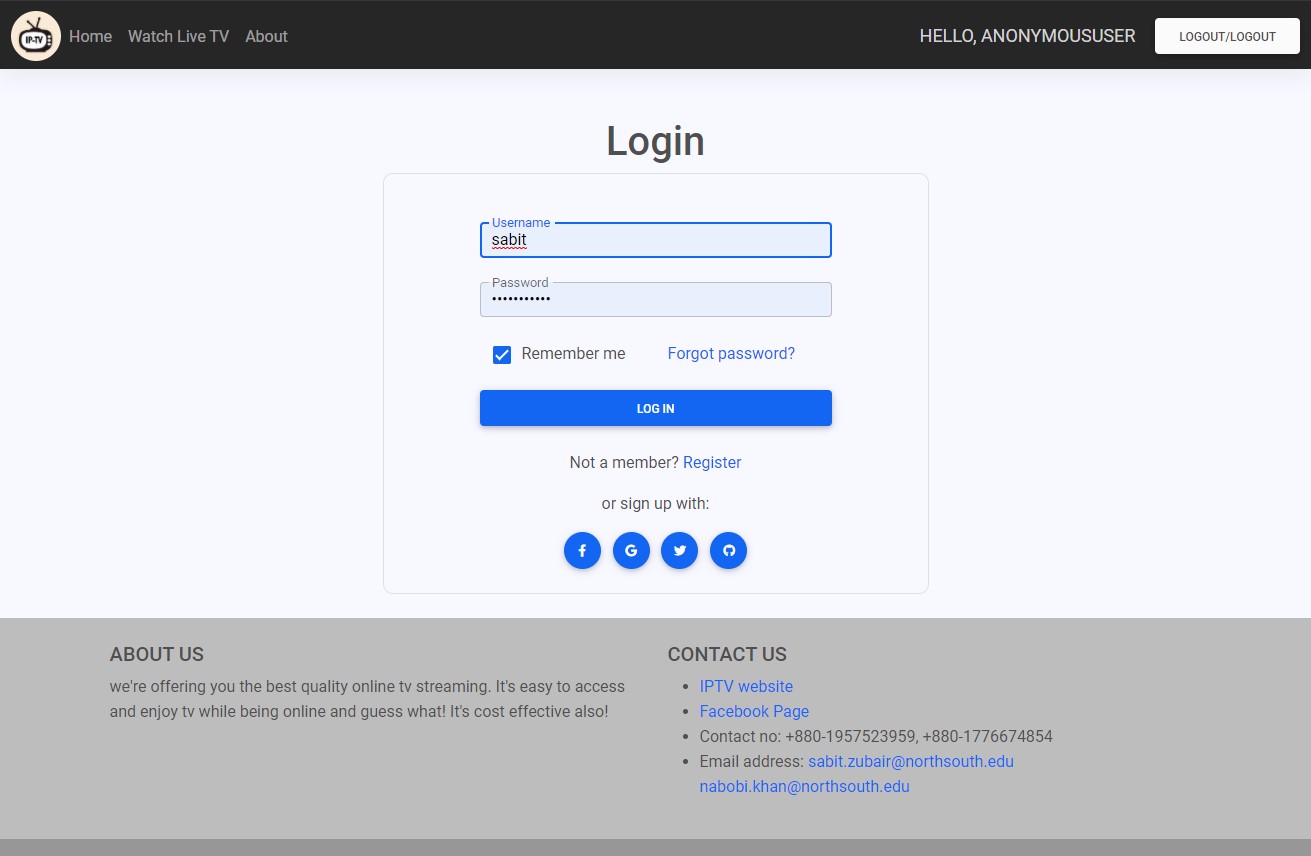 IP-TV
Home
Watch Live TV
About
HELLO, ANONYMOUSUSER
LOGOUT/LOGOUT
Login
Username
sabit
Password
•••••••••••
Remember me
Forgot password?
LOG IN
Not a member? Register
or sign up with:
ABOUT US
we're offering you the best quality online tv streaming. It's easy to access
and enjoy tv while being online and guess what! It's cost effective also!
CONTACT US
• IPTV website
• Facebook Page
• Contact no: +880-1957523959, +880-1776674854
• Email address: sabit.zubair@northsouth.edu
nabobi.khan@northsouth.edu